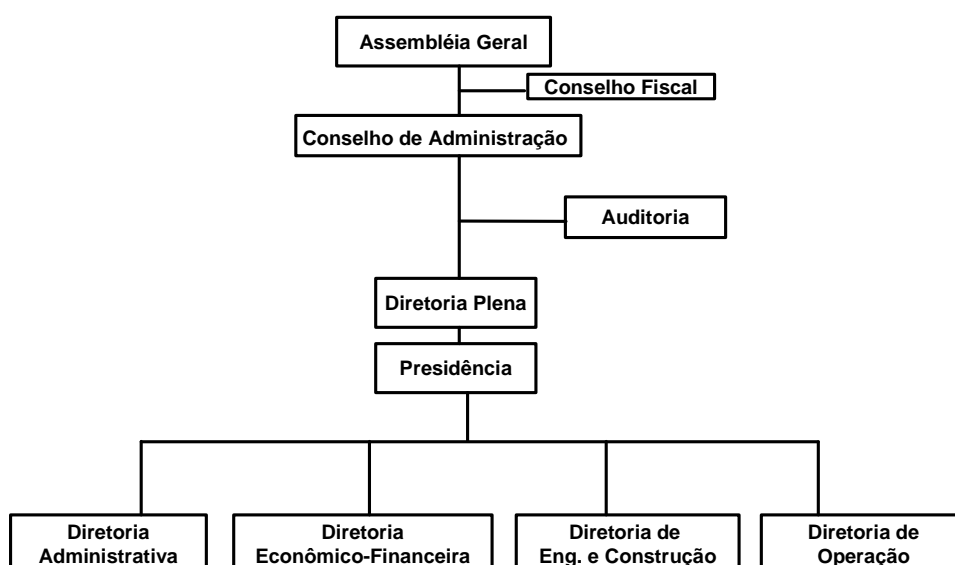 Assembléia Geral
Conselho Fiscal
Conselho de Administração
Auditoria
Diretoria Plena
Presidência
Diretoria
Administrativa
Diretoria
Econômico-Financeira
Diretoria de
Eng. e Construção
Diretoria de
Operação